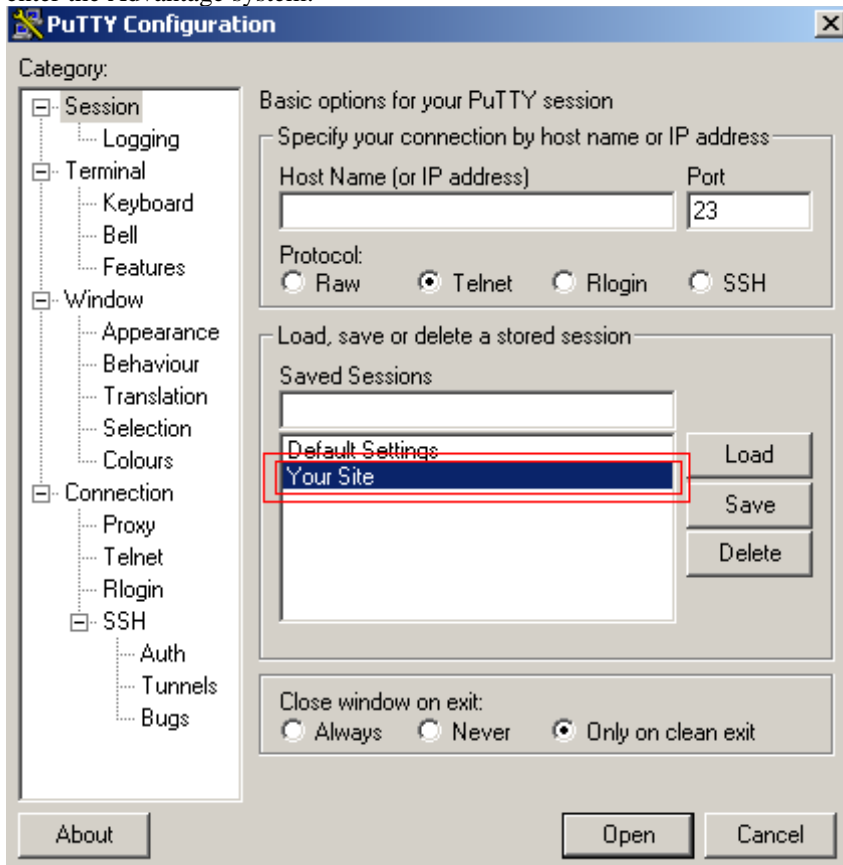 enter the Advantage system.
PuTTY Configuration
Category:
Session
Logging
Terminal
Keyboard
Bell
Features
Window
Appearance
Behaviour
Translation
Selection
Colours
Connection
Proxy
Telnet
Rlogin
SSH
Auth
Tunnels
Bugs
Basic options for your PuTTY session
Specify your connection by host name or IP address
Host Name (or IP address) Port
23
Protocol:
Raw Telnet Rlogin SSH
Load, save or delete a stored session
Saved Sessions
Default Settings
Your Site
Load
Save
Delete
Close window on exit:
Always Never Only on clean exit
About Open Cancel